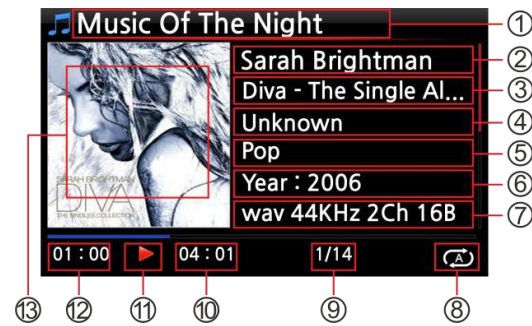 Music Of The Night
①
Sarah Brightman
②
Diva - The Single Al...
③
Unknown
④
Pop
⑤
Year : 2006
⑥
wav 44KHz 2Ch 16B
⑦
SARAH BRIGHTMAN
DIVA
THE SINGLES COLLECTION
01 : 00
04 : 01
1/14
A
⑬ ⑫ ⑪ ⑩ ⑨ ⑧